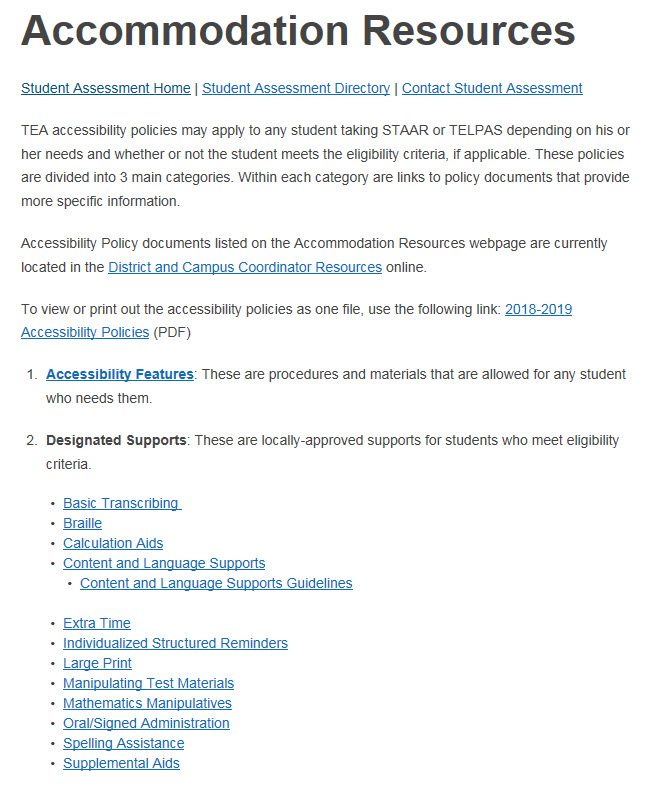 Accommodation Resources
Student Assessment Home | Student Assessment Directory | Contact Student Assessment
TEA accessibility policies may apply to any student taking STAAR or TELPAS depending on his or
her needs and whether or not the student meets the eligibility criteria, if applicable. These policies
are divided into 3 main categories. Within each category are links to policy documents that provide
more specific information.
Accessibility Policy documents listed on the Accommodation Resources webpage are currently
located in the District and Campus Coordinator Resources online.
To view or print out the accessibility policies as one file, use the following link: 2018-2019
Accessibility Policies (PDF)
1. Accessibility Features: These are procedures and materials that are allowed for any student
who needs them.
2. Designated Supports: These are locally-approved supports for students who meet eligibility
criteria.
• Basic Transcribing
• Braille
• Calculation Aids
• Content and Language Supports
• Content and Language Supports Guidelines
• Extra Time
• Individualized Structured Reminders
• Large Print
• Manipulating Test Materials
• Mathematics Manipulatives
• Oral/Signed Administration
• Spelling Assistance
• Supplemental Aids